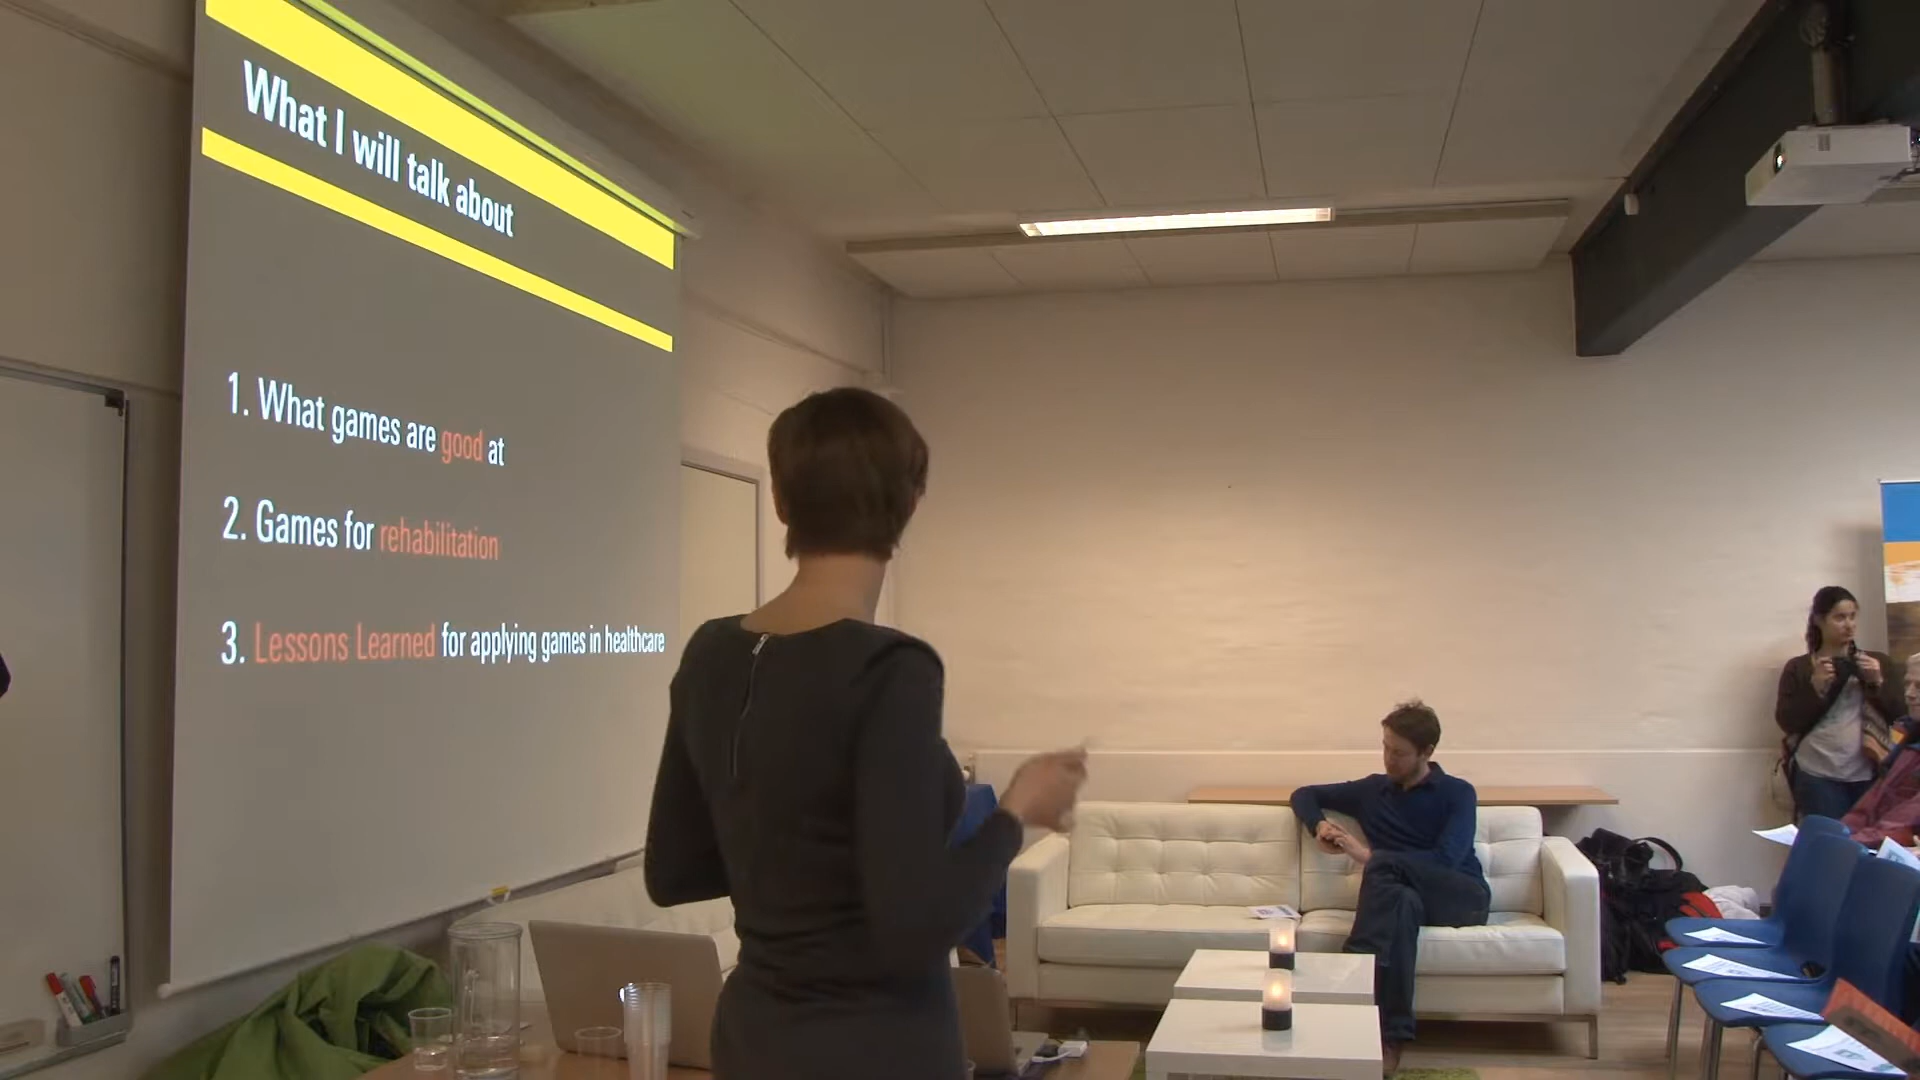 What I will talk about
1. What games are good at
2. Games for rehabilitation
3. Lessons Learned for applying games in healthcare